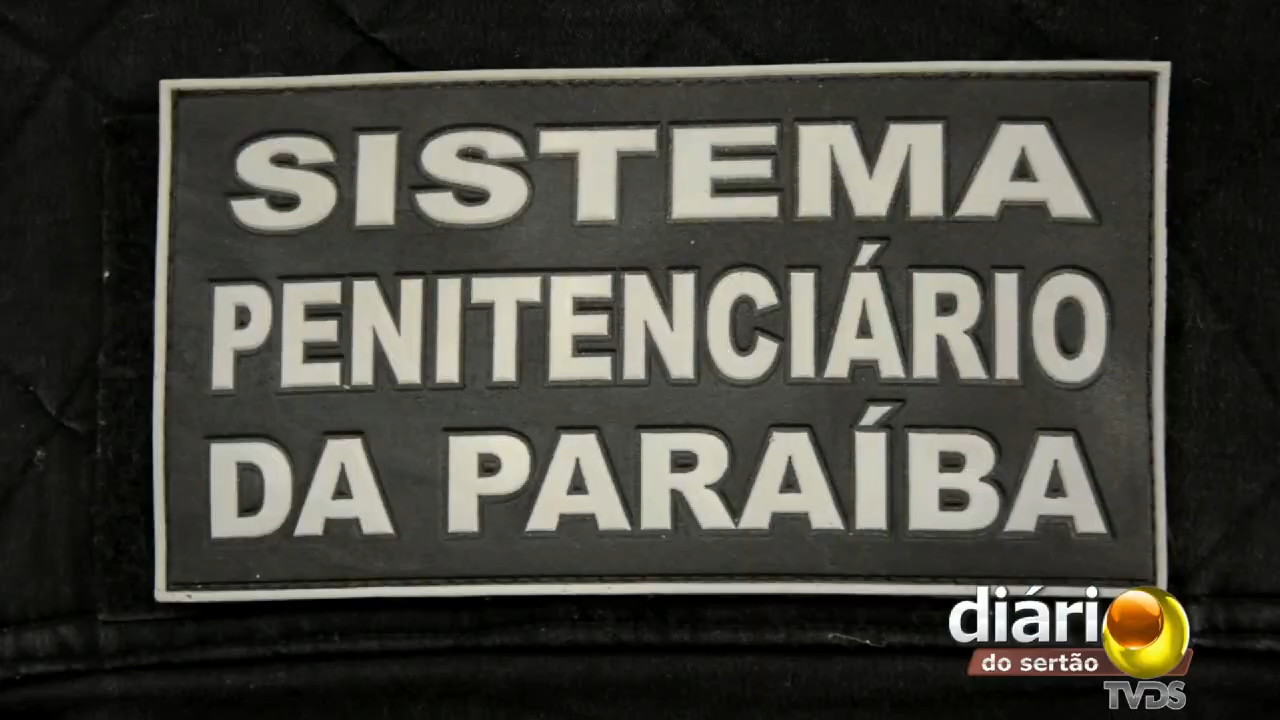 SISTEMA
PENITENCIÁRIO
DA PARAÍBA
diário
do sertão
TVDS